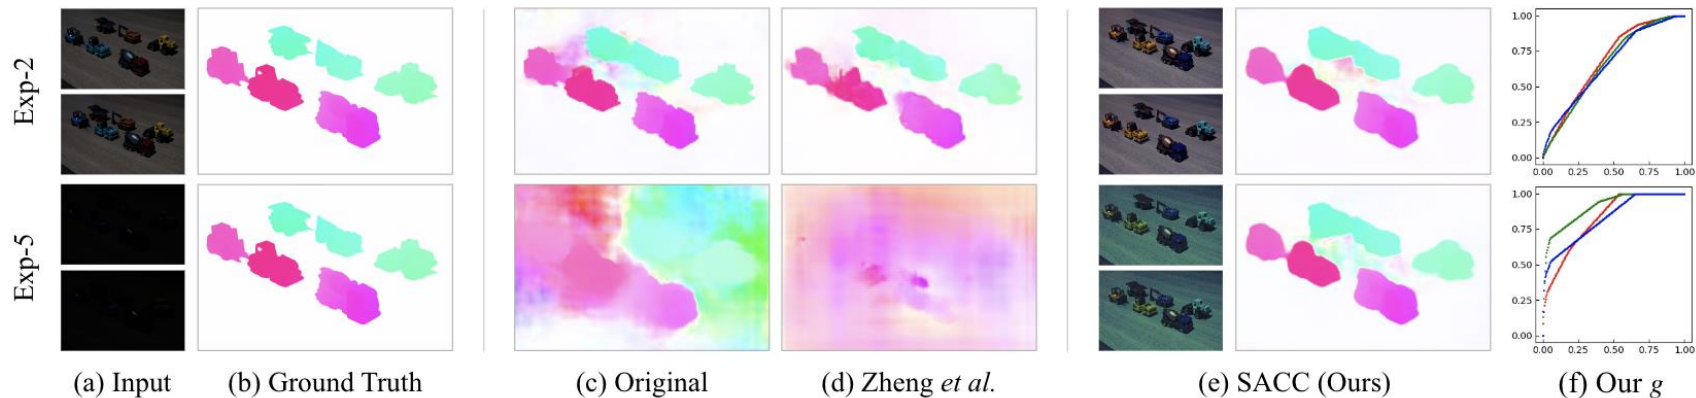 Exp-2
1.00
0.75
0.50
0.25
0.00
0.00 0.25 0.50 0.75 1.00
Exp-5
1.00
0.75
0.50
0.25
0.00
0.00 0.25 0.50 0.75 1.00
(a) Input
(b) Ground Truth
(c) Original
(d) Zheng et al.
(e) SACC (Ours)
(f) Our g